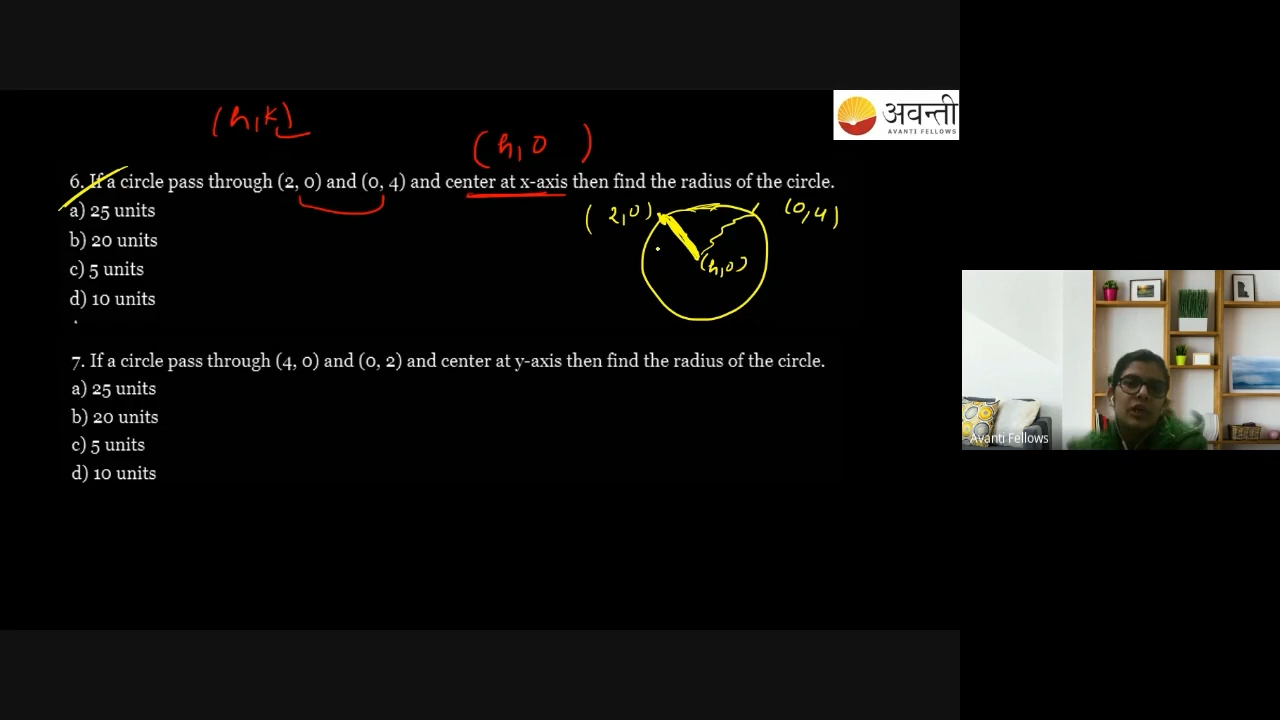 (h,k)
अवन्ती
AVANTI FELLOWS
(h,0 )
6. If a circle pass through (2, 0) and (0, 4) and center at x-axis then find the radius of the circle.
a) 25 units
b) 20 units
c) 5 units
d) 10 units
(2,0)
(0,4)
(h,0)
7. If a circle pass through (4, 0) and (0, 2) and center at y-axis then find the radius of the circle.
a) 25 units
b) 20 units
c) 5 units
d) 10 units
Avanti Fellows